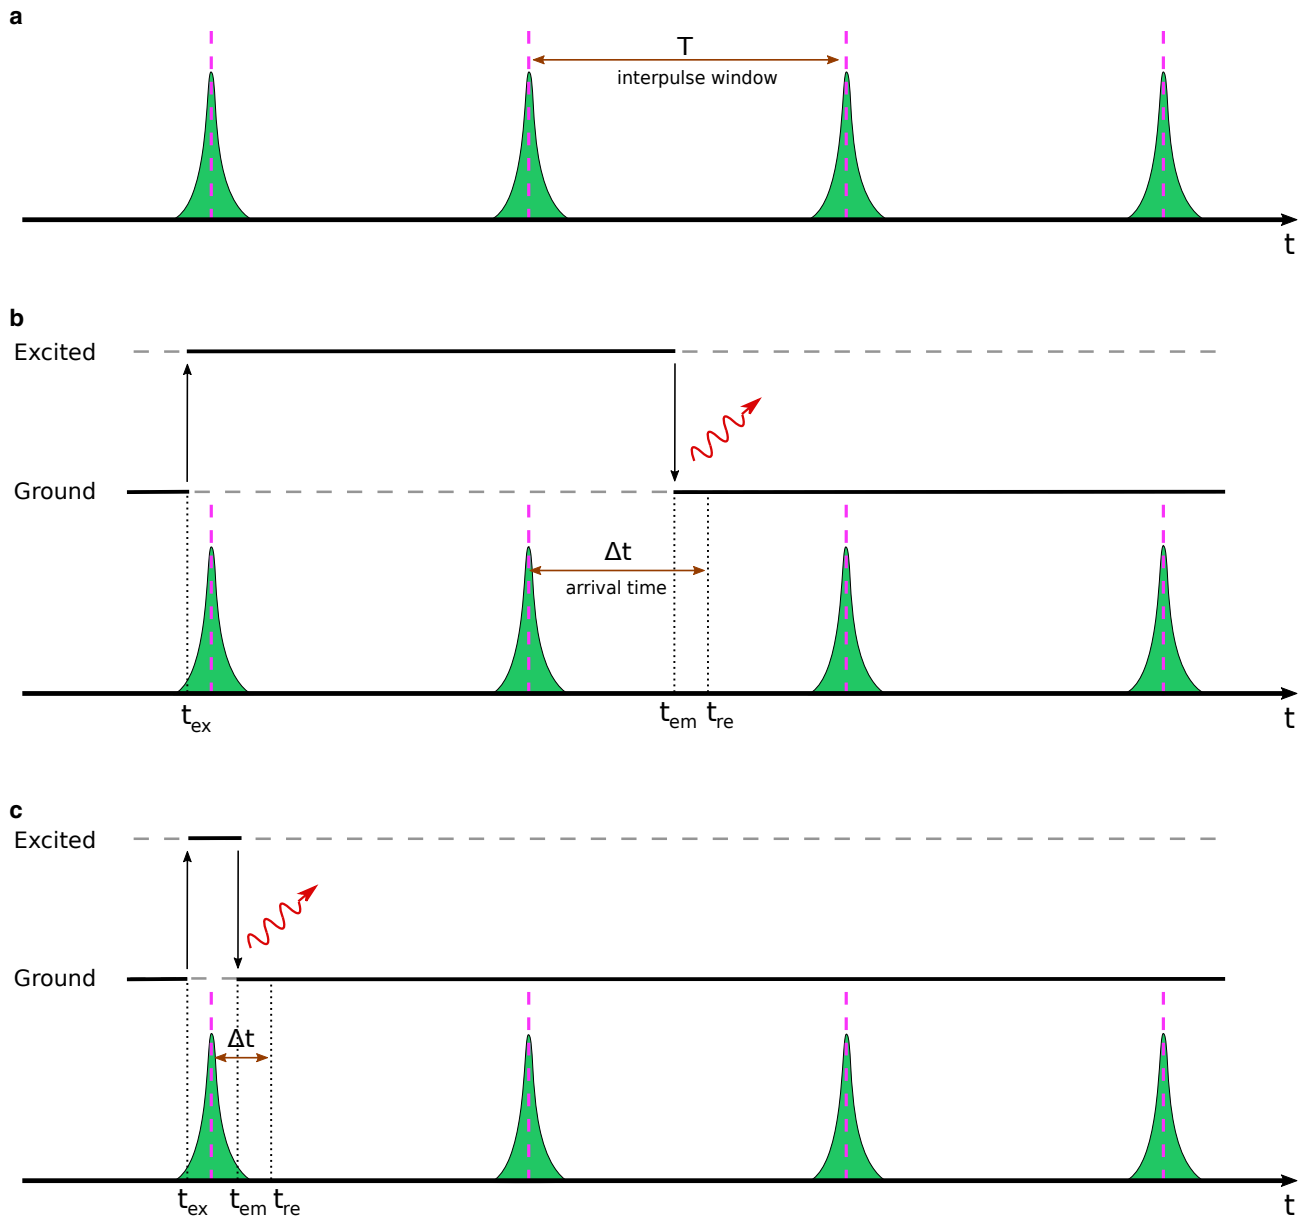 a
T
interpulse window
t
b
Excited
Ground
Δt
arrival time
t_ex
t_em
t_re
t
c
Excited
Ground
Δt
t_ex
t_em
t_re
t